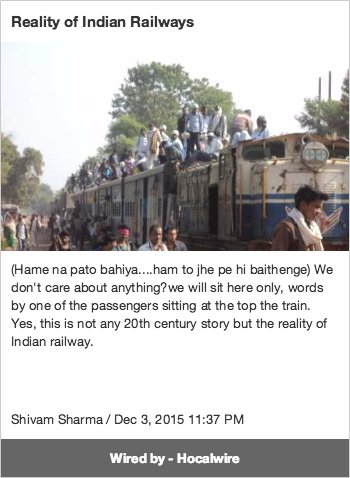 Reality of Indian Railways
(Hame na pato bahiya....ham to jhe pe hi baithenge) We
don't care about anything?we will sit here only, words
by one of the passengers sitting at the top the train.
Yes, this is not any 20th century story but the reality of
Indian railway.
Shivam Sharma / Dec 3, 2015 11:37 PM
Wired by - Hocalwire